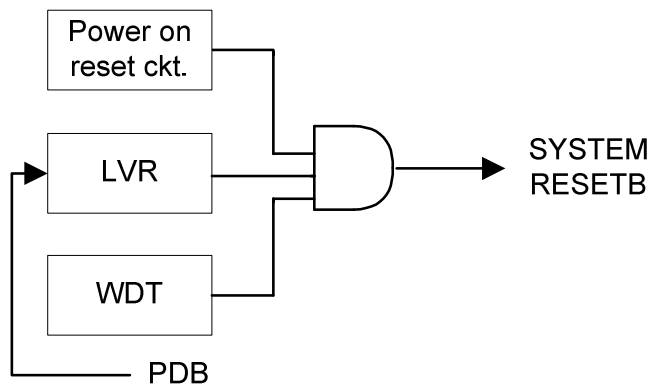 Power on
reset ckt.
LVR
WDT
PDB
SYSTEM
RESETB